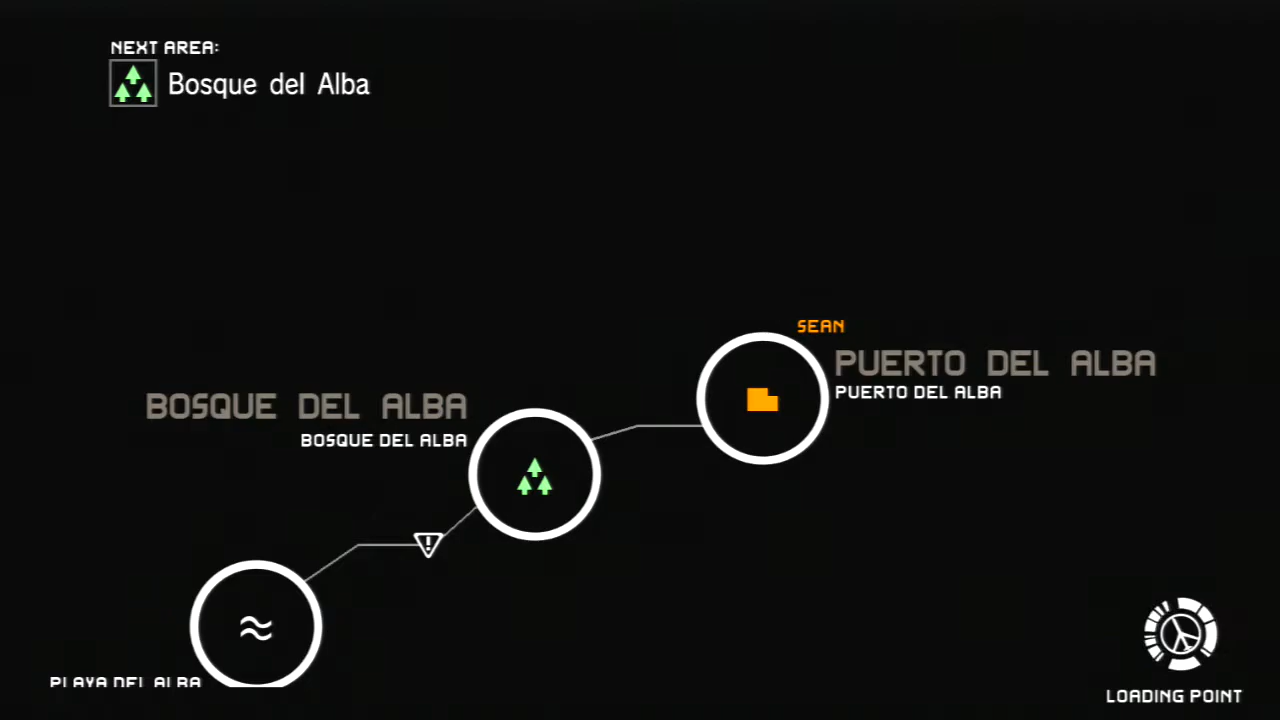 NEXT AREA:
Bosque del Alba
SEAN
PUERTO DEL ALBA
PUERTO DEL ALBA
BOSQUE DEL ALBA
BOSQUE DEL ALBA
PLAYA DEL ALBA
LOADING POINT